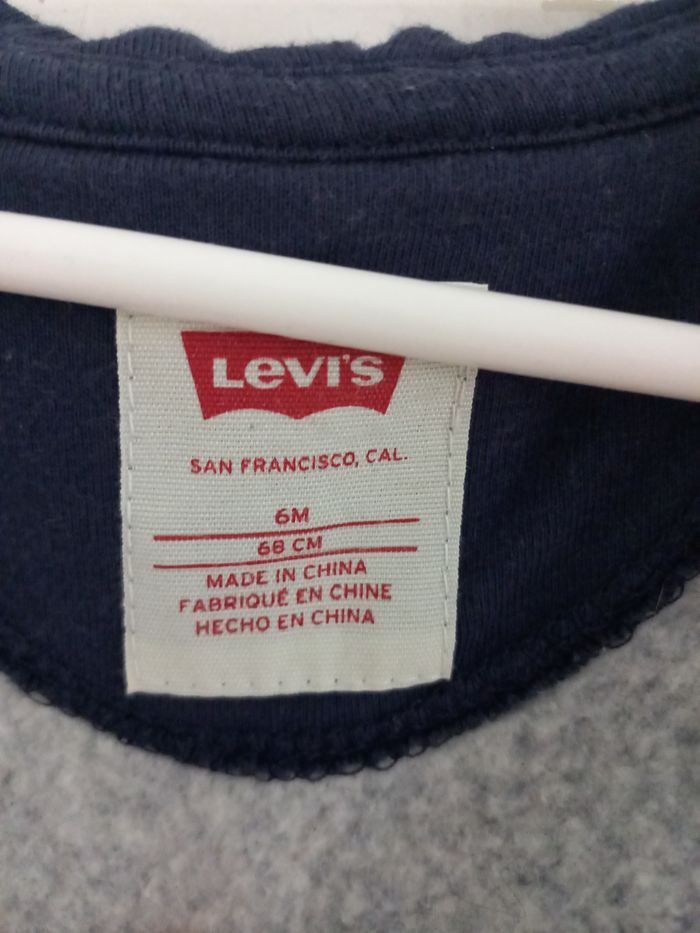 LEVI'S
SAN FRANCISCO, CAL.
6M
68 CM
MADE IN CHINA
FABRIQUÉ EN CHINE
HECHO EN CHINA